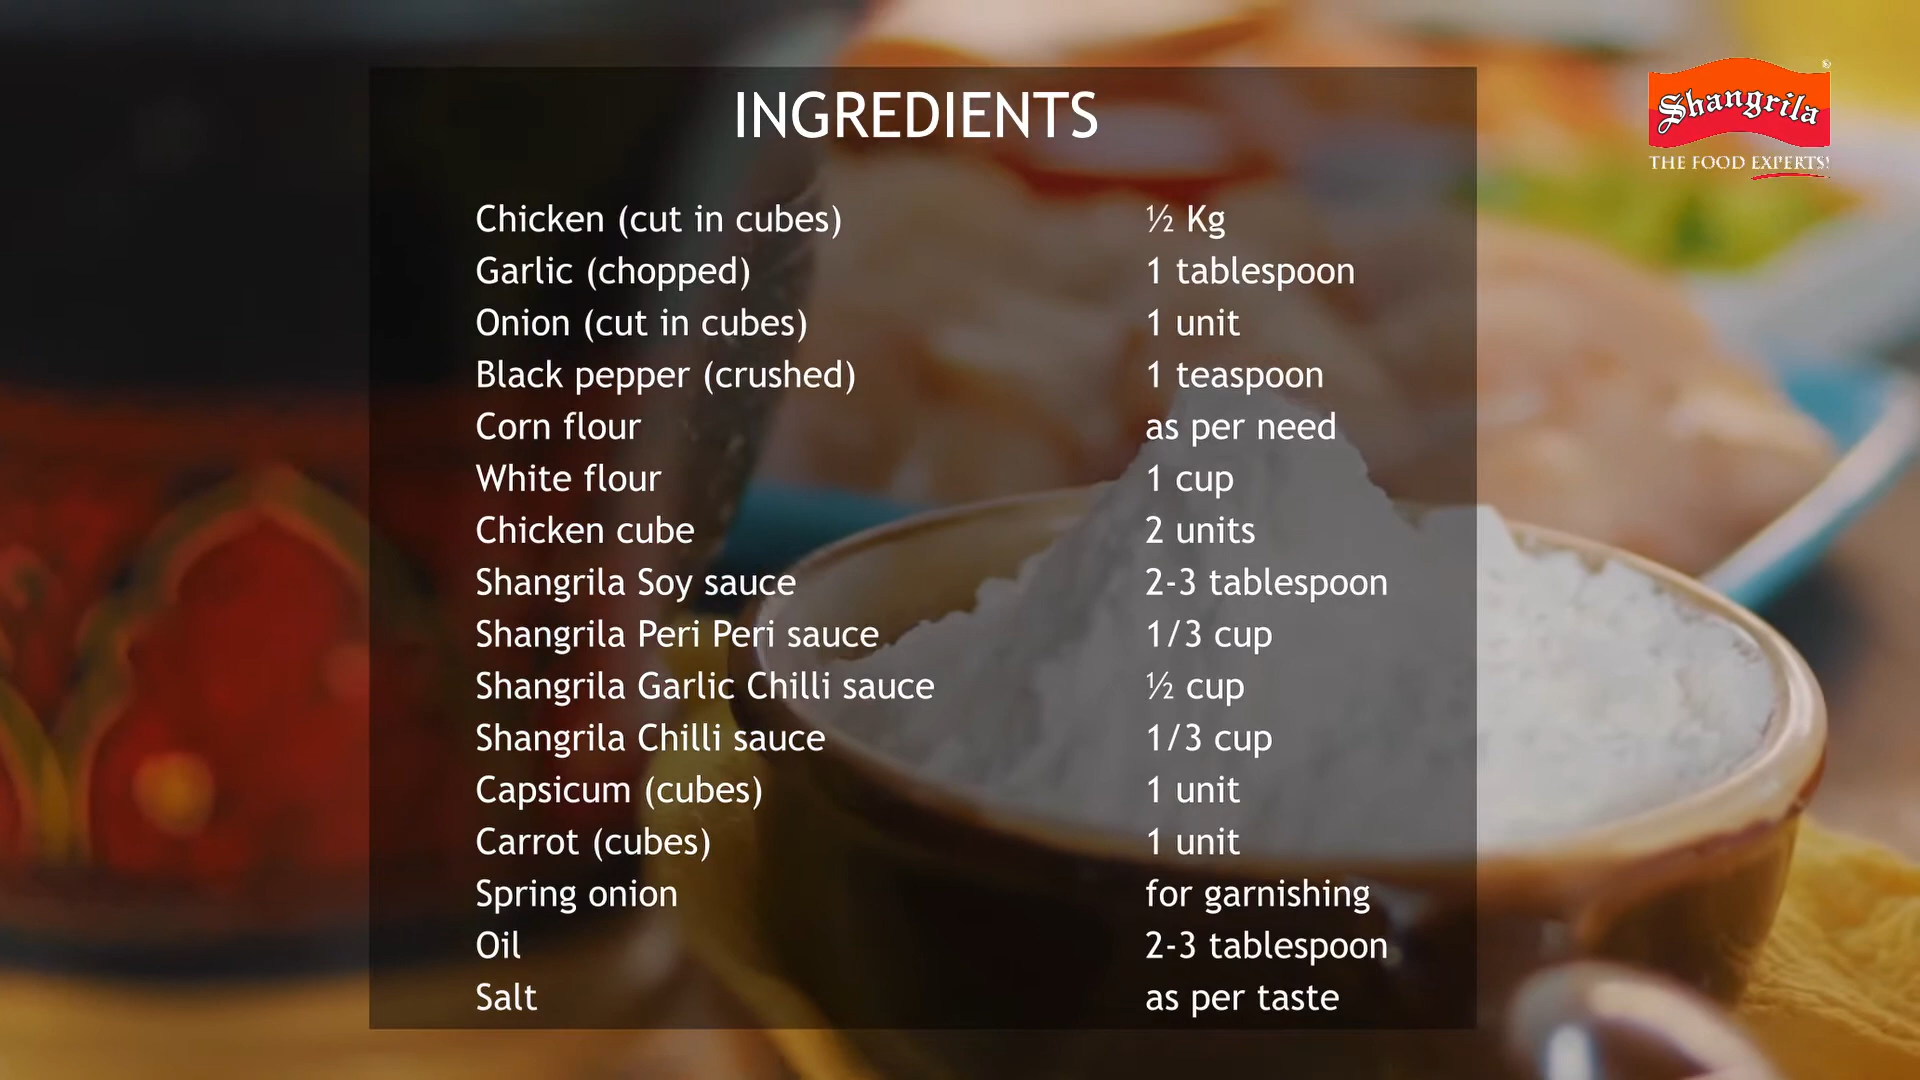 INGREDIENTS
Shangrila
THE FOOD EXPERTS!
Chicken (cut in cubes) ½ Kg
Garlic (chopped) 1 tablespoon
Onion (cut in cubes) 1 unit
Black pepper (crushed) 1 teaspoon
Corn flour as per need
White flour 1 cup
Chicken cube 2 units
Shangrila Soy sauce 2-3 tablespoon
Shangrila Peri Peri sauce 1/3 cup
Shangrila Garlic Chilli sauce ½ cup
Shangrila Chilli sauce 1/3 cup
Capsicum (cubes) 1 unit
Carrot (cubes) 1 unit
Spring onion for garnishing
Oil 2-3 tablespoon
Salt as per taste